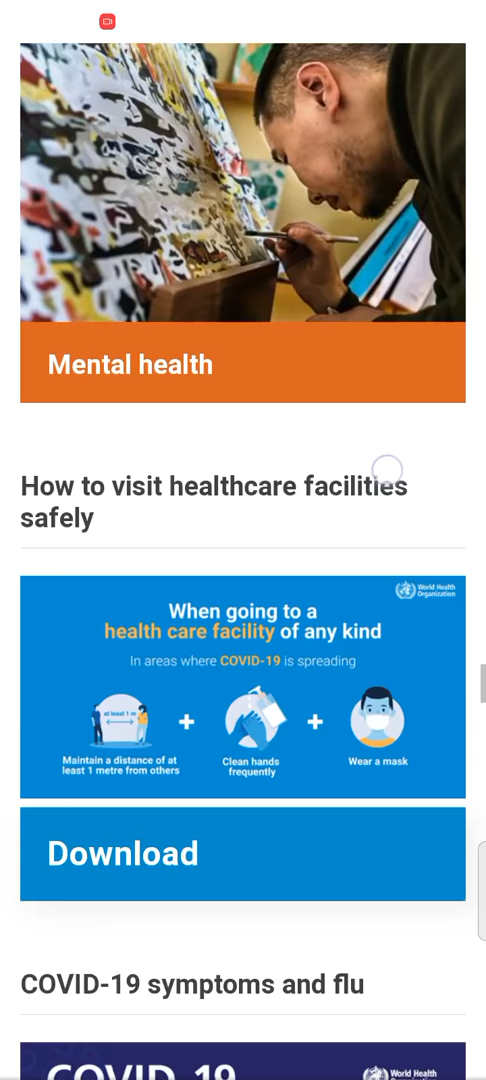 Mental health
How to visit healthcare facilities
safely
World Health
Organization
When going to a
health care facility of any kind
In areas where COVID-19 is spreading
at least 1 m
Maintain a distance of at
least 1 metre from others
+
Clean hands
frequently
+
Wear a mask
Download
COVID-19 symptoms and flu
COVID-19
World Health